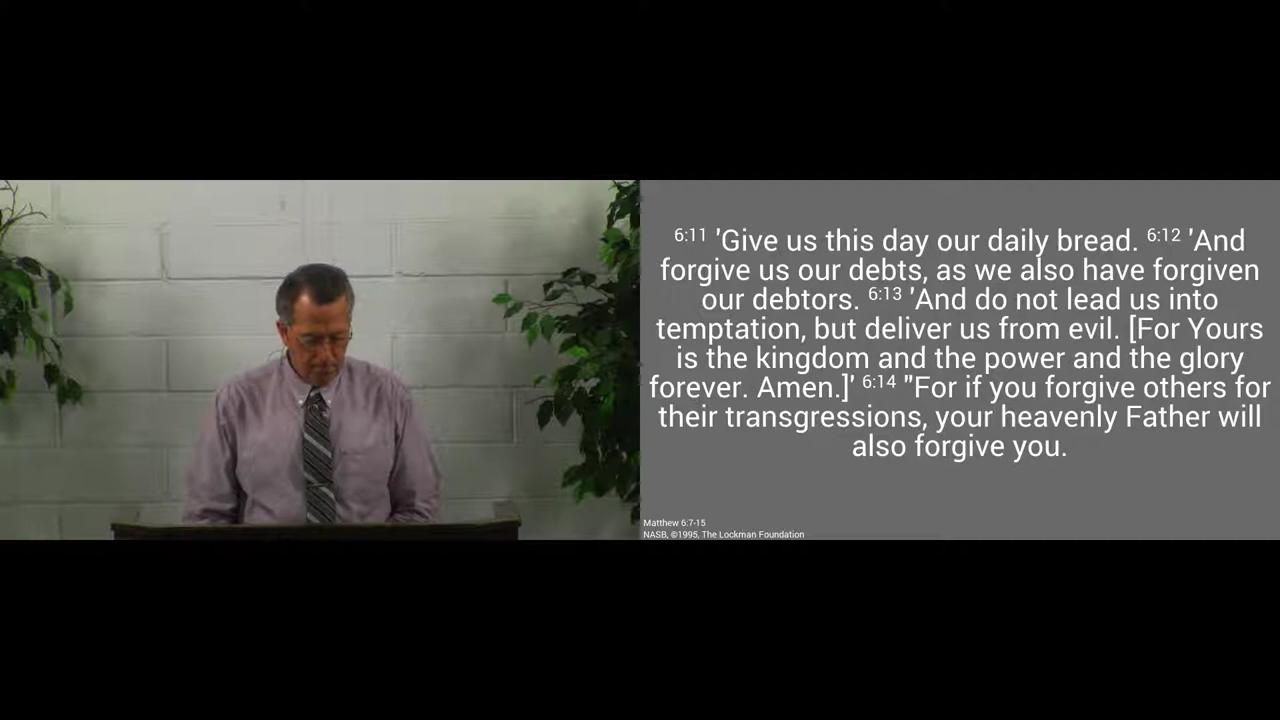 6:11 'Give us this day our daily bread. 6:12 'And
forgive us our debts, as we also have forgiven
our debtors. 6:13 'And do not lead us into
temptation, but deliver us from evil. [For Yours
is the kingdom and the power and the glory
forever. Amen.]' 6:14 "For if you forgive others for
their transgressions, your heavenly Father will
also forgive you.
Matthew 6:7-15
NASB, ©1995, The Lockman Foundation